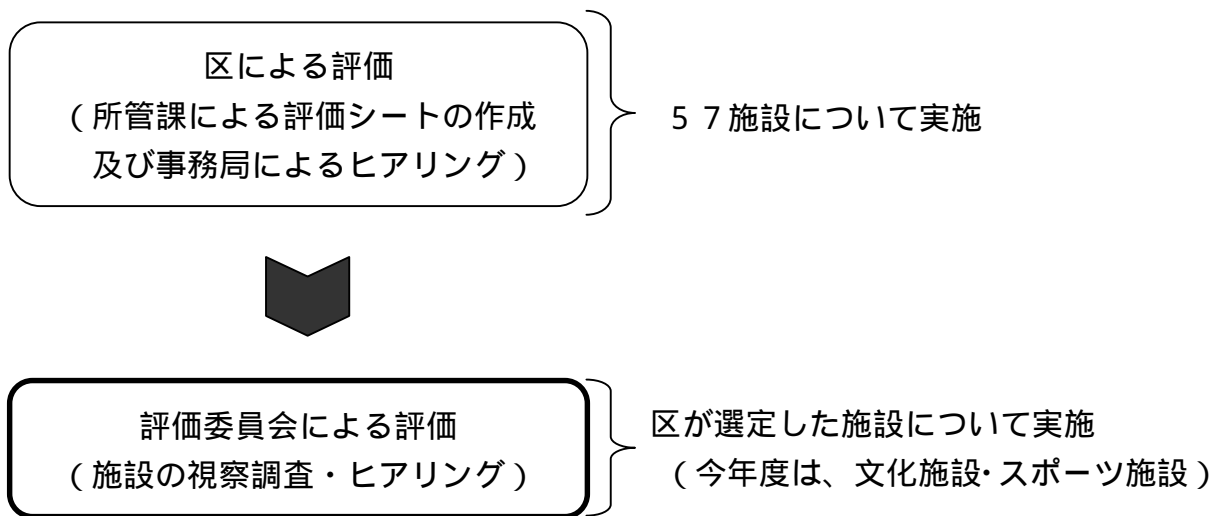 区による評価
（所管課による評価シートの作成
及び事務局によるヒアリング）
５７施設について実施
評価委員会による評価
（施設の視察調査・ヒアリング）
区が選定した施設について実施
（今年度は、文化施設・スポーツ施設）